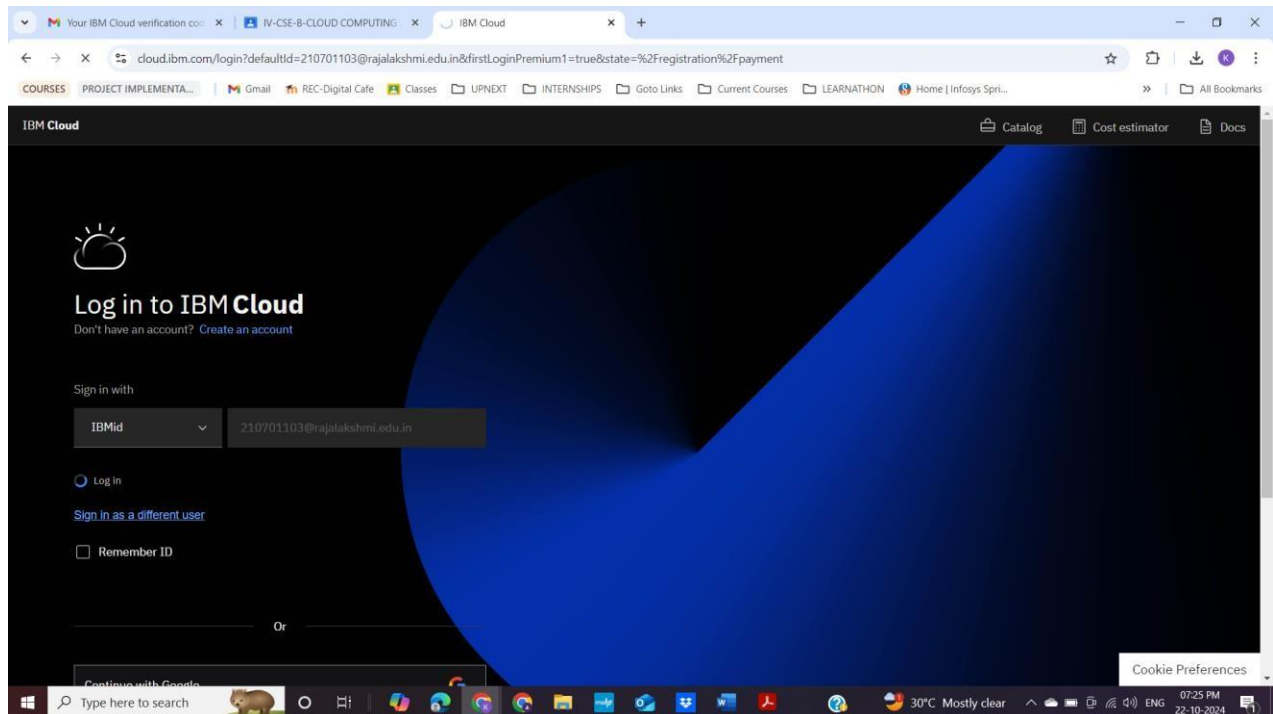 Your IBM Cloud verification coc
IV-CSE-B-CLOUD COMPUTING
IBM Cloud
cloud.ibm.com/login?defaultId=210701103@rajalakshmi.edu.in&firstLoginPremium1=true&state=%2Fregistration%2Fpayment
K
COURSES PROJECT IMPLEMENTA... Gmail REC-Digital Cafe Classes UPNEXT INTERNSHIPS Goto Links Current Courses LEARNATHON Home | Infosys Spri... » All Bookmarks
IBM Cloud Catalog Cost estimator Docs
Log in to IBM Cloud
Don't have an account? Create an account
Sign in with
IBMid 210701103@rajalakshmi.edu.in
Log in
Sign in as a different user
Remember ID
Or
Continue with Google
Cookie Preferences
Type here to search 30°C Mostly clear ENG 07:25 PM
22-10-2024